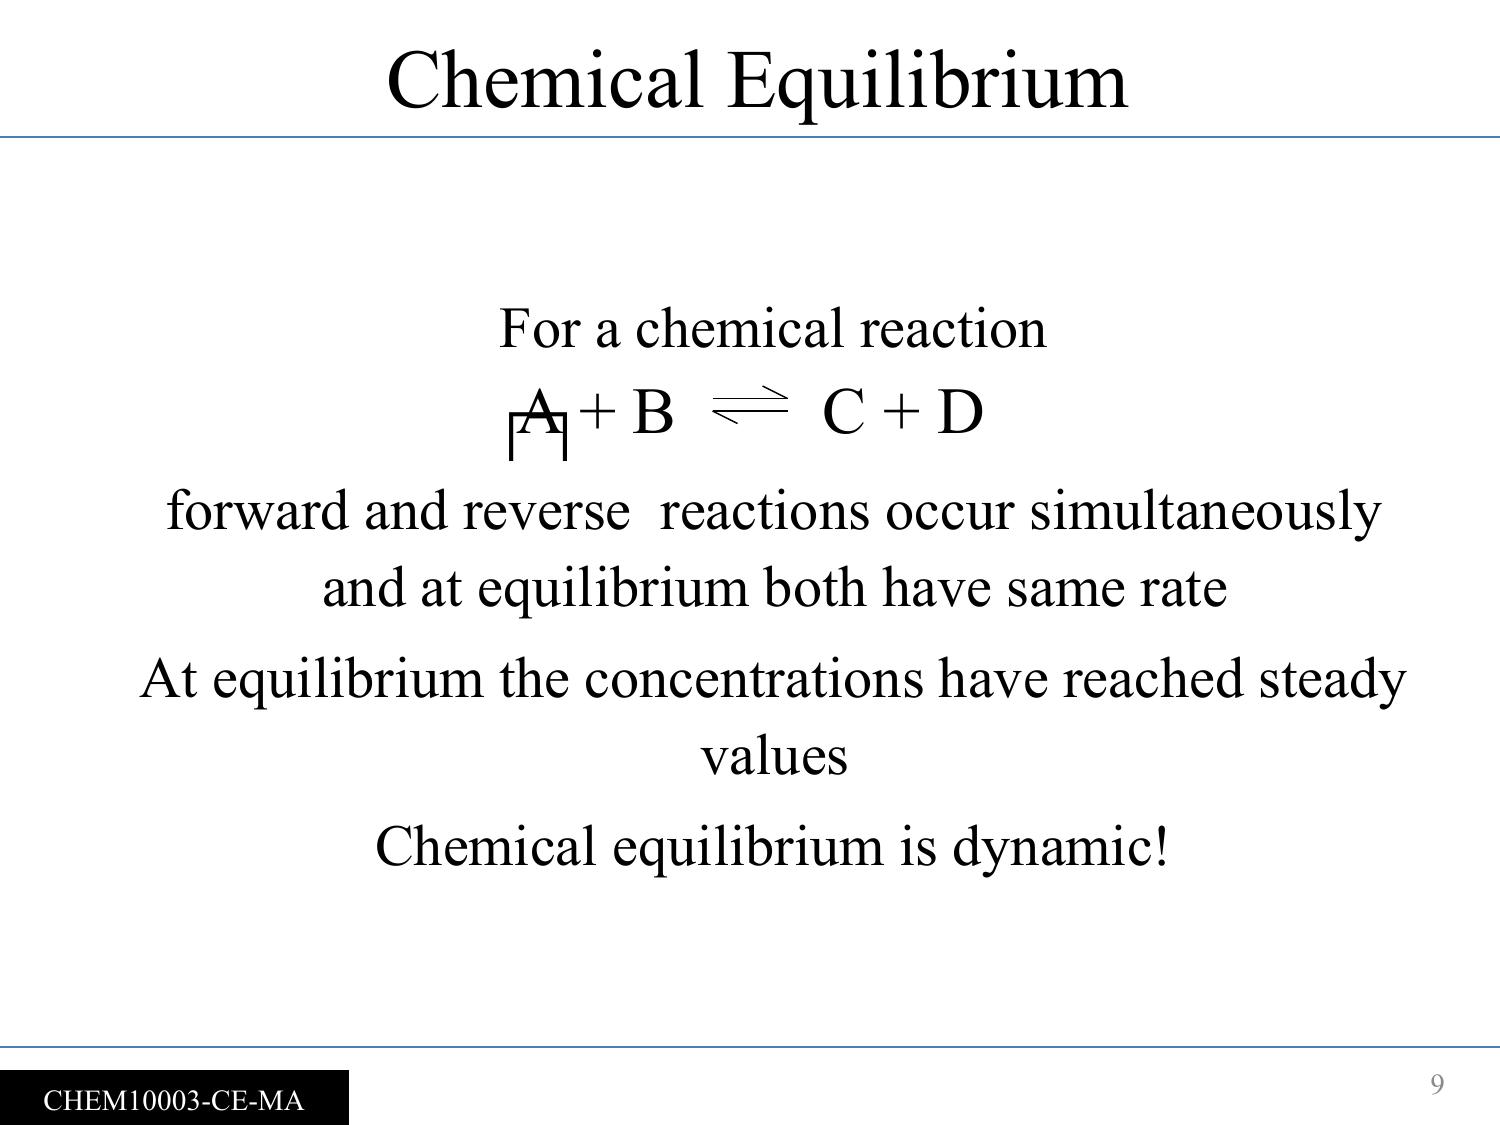 Chemical Equilibrium
For a chemical reaction
A + B ⇌ C + D
forward and reverse  reactions occur simultaneously
and at equilibrium both have same rate
At equilibrium the concentrations have reached steady
values
Chemical equilibrium is dynamic!
CHEM10003-CE-MA
9